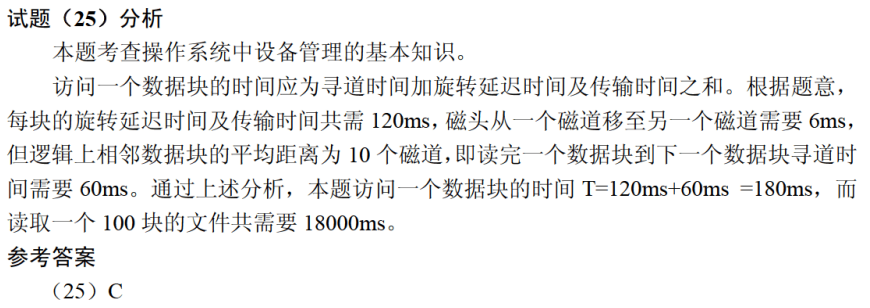 试题（25）分析
本题考查操作系统中设备管理的基本知识。
访问一个数据块的时间应为寻道时间加旋转延迟时间及传输时间之和。根据题意，
每块的旋转延迟时间及传输时间共需 120ms，磁头从一个磁道移至另一个磁道需要 6ms，
但逻辑上相邻数据块的平均距离为 10 个磁道，即读完一个数据块到下一个数据块寻道时
间需要 60ms。通过上述分析，本题访问一个数据块的时间 T=120ms+60ms =180ms，而
读取一个 100 块的文件共需要 18000ms。
参考答案
（25）C